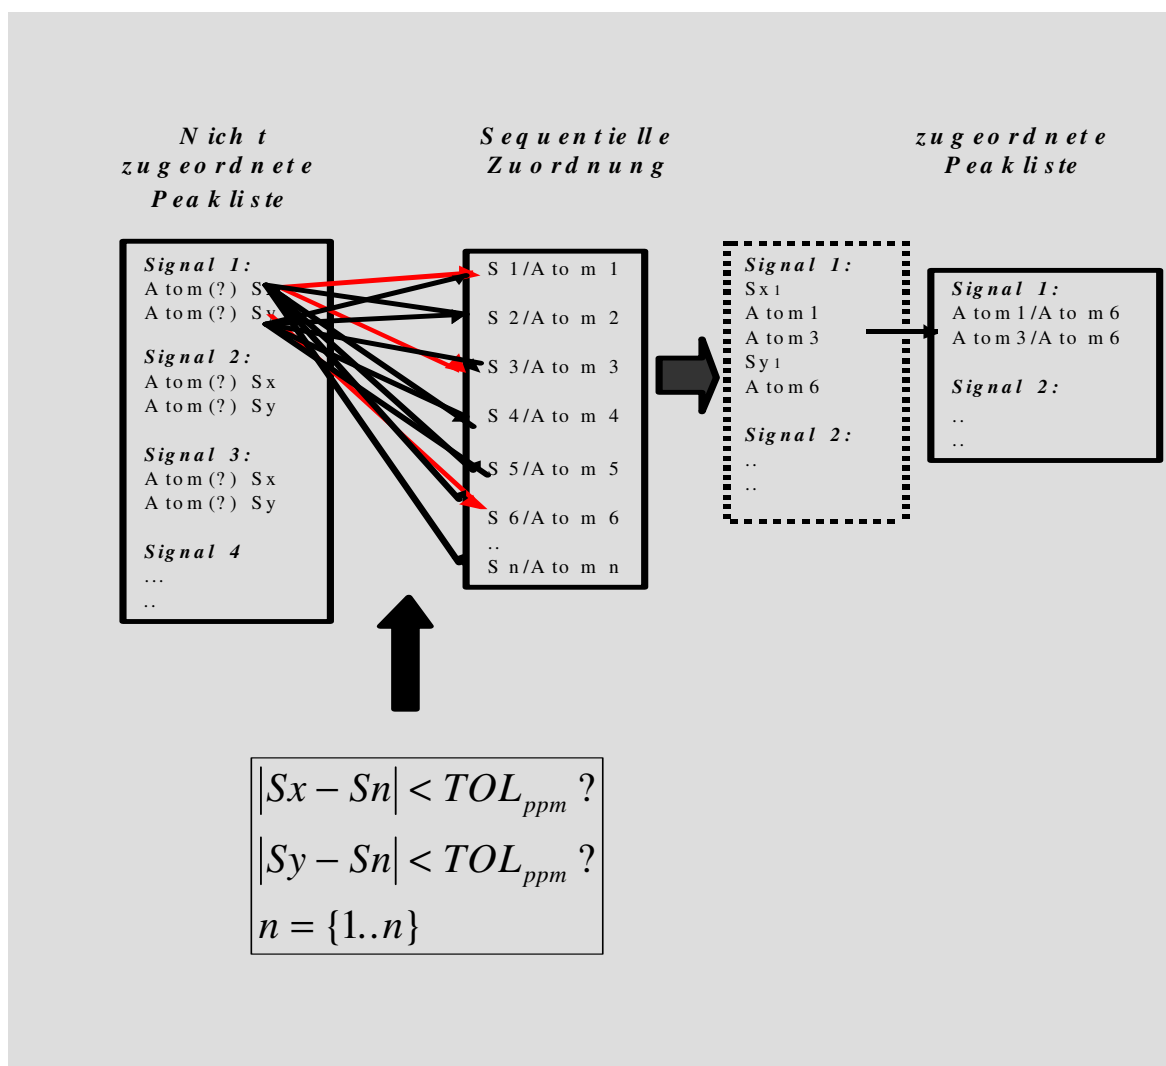 Nicht
zugeordnete
Peakliste
Signal 1:
Atom(?) Sx
Atom(?) Sy
Signal 2:
Atom(?) Sx
Atom(?) Sy
Signal 3:
Atom(?) Sx
Atom(?) Sy
Signal 4
...
..
Sequentielle
Zuordnung
S1/Atom 1
S2/Atom 2
S3/Atom 3
S4/Atom 4
S5/Atom 5
S6/Atom 6
..
Sn/Atom n
Signal 1:
Sx1
Atom1
Atom3
Sy1
Atom6
Signal 2:
..
..
zugeordnete
Peakliste
Signal 1:
Atom1/Atom6
Atom3/Atom6
Signal 2:
..
..
|Sx − Sn| < TOL_ppm ?
|Sy − Sn| < TOL_ppm ?
n = {1..n}